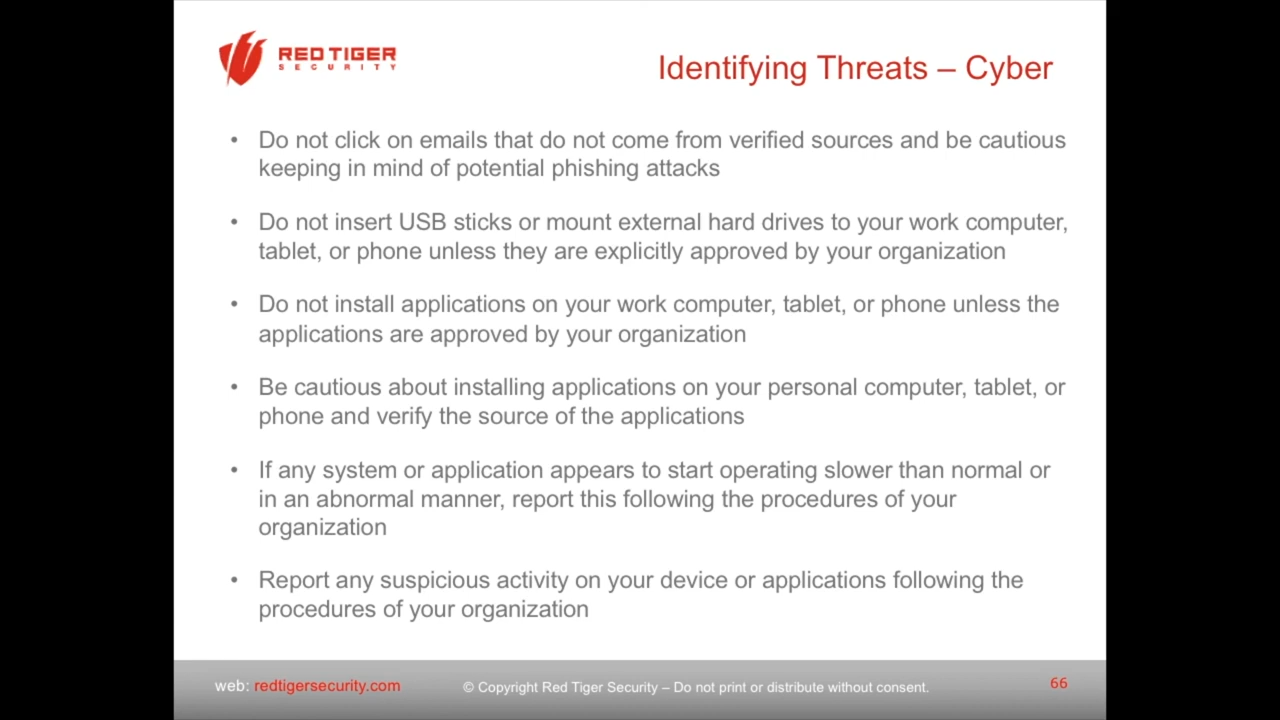 RED TIGER
SECURITY
Identifying Threats – Cyber
• Do not click on emails that do not come from verified sources and be cautious
keeping in mind of potential phishing attacks
• Do not insert USB sticks or mount external hard drives to your work computer,
tablet, or phone unless they are explicitly approved by your organization
• Do not install applications on your work computer, tablet, or phone unless the
applications are approved by your organization
• Be cautious about installing applications on your personal computer, tablet, or
phone and verify the source of the applications
• If any system or application appears to start operating slower than normal or
in an abnormal manner, report this following the procedures of your
organization
• Report any suspicious activity on your device or applications following the
procedures of your organization
web: redtigersecurity.com
© Copyright Red Tiger Security – Do not print or distribute without consent.
66